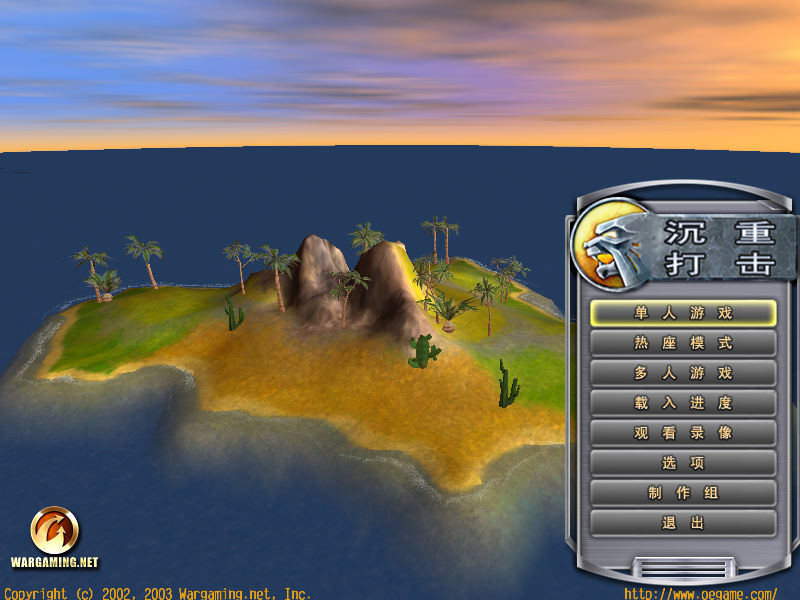 沉重
打击
单人游戏
热座模式
多人游戏
载入进度
观看录像
选项
制作组
退出
WARGAMING.NET
Copyright (c) 2002, 2003 Wargaming.net, Inc.
http://www.oegame.com/